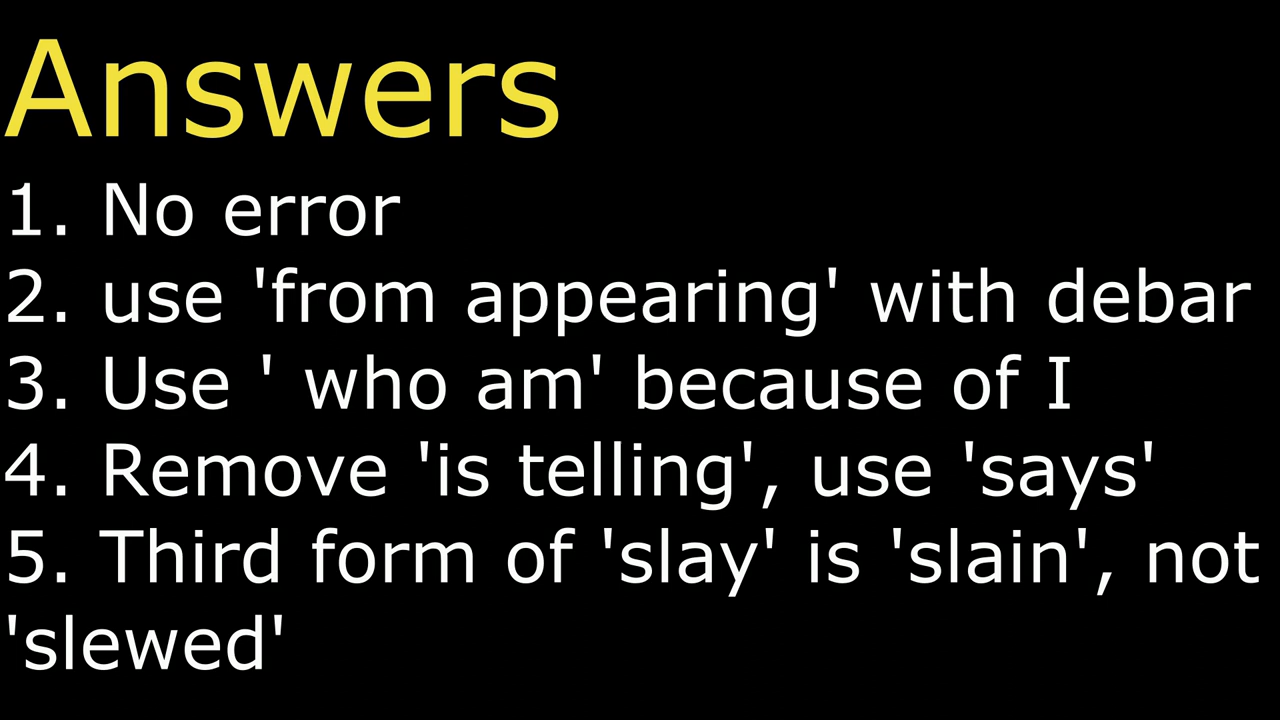 Answers
1. No error
2. use 'from appearing' with debar
3. Use ' who am' because of I
4. Remove 'is telling', use 'says'
5. Third form of 'slay' is 'slain', not
'slewed'